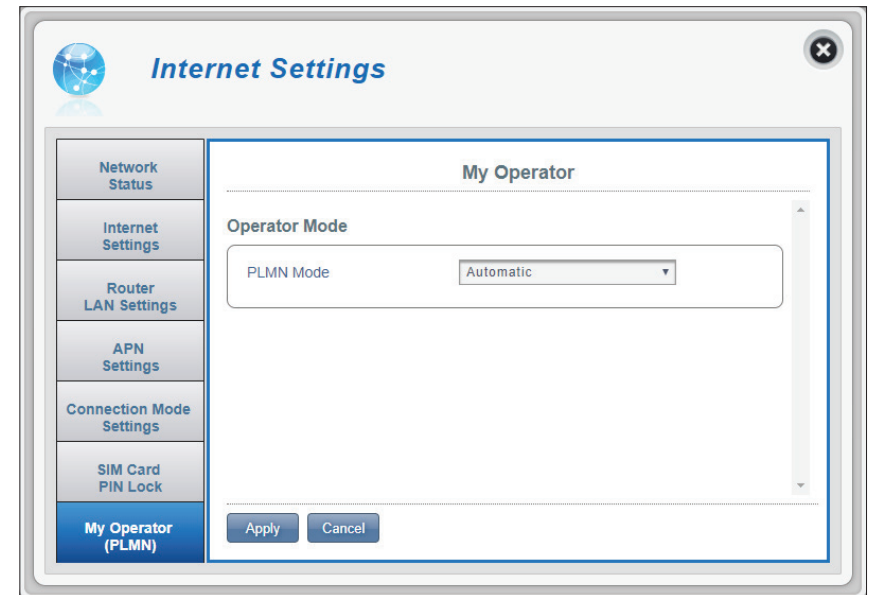 Internet Settings
Network
Status
Internet
Settings
Router
LAN Settings
APN
Settings
Connection Mode
Settings
SIM Card
PIN Lock
My Operator
(PLMN)
My Operator
Operator Mode
PLMN Mode Automatic
Apply Cancel